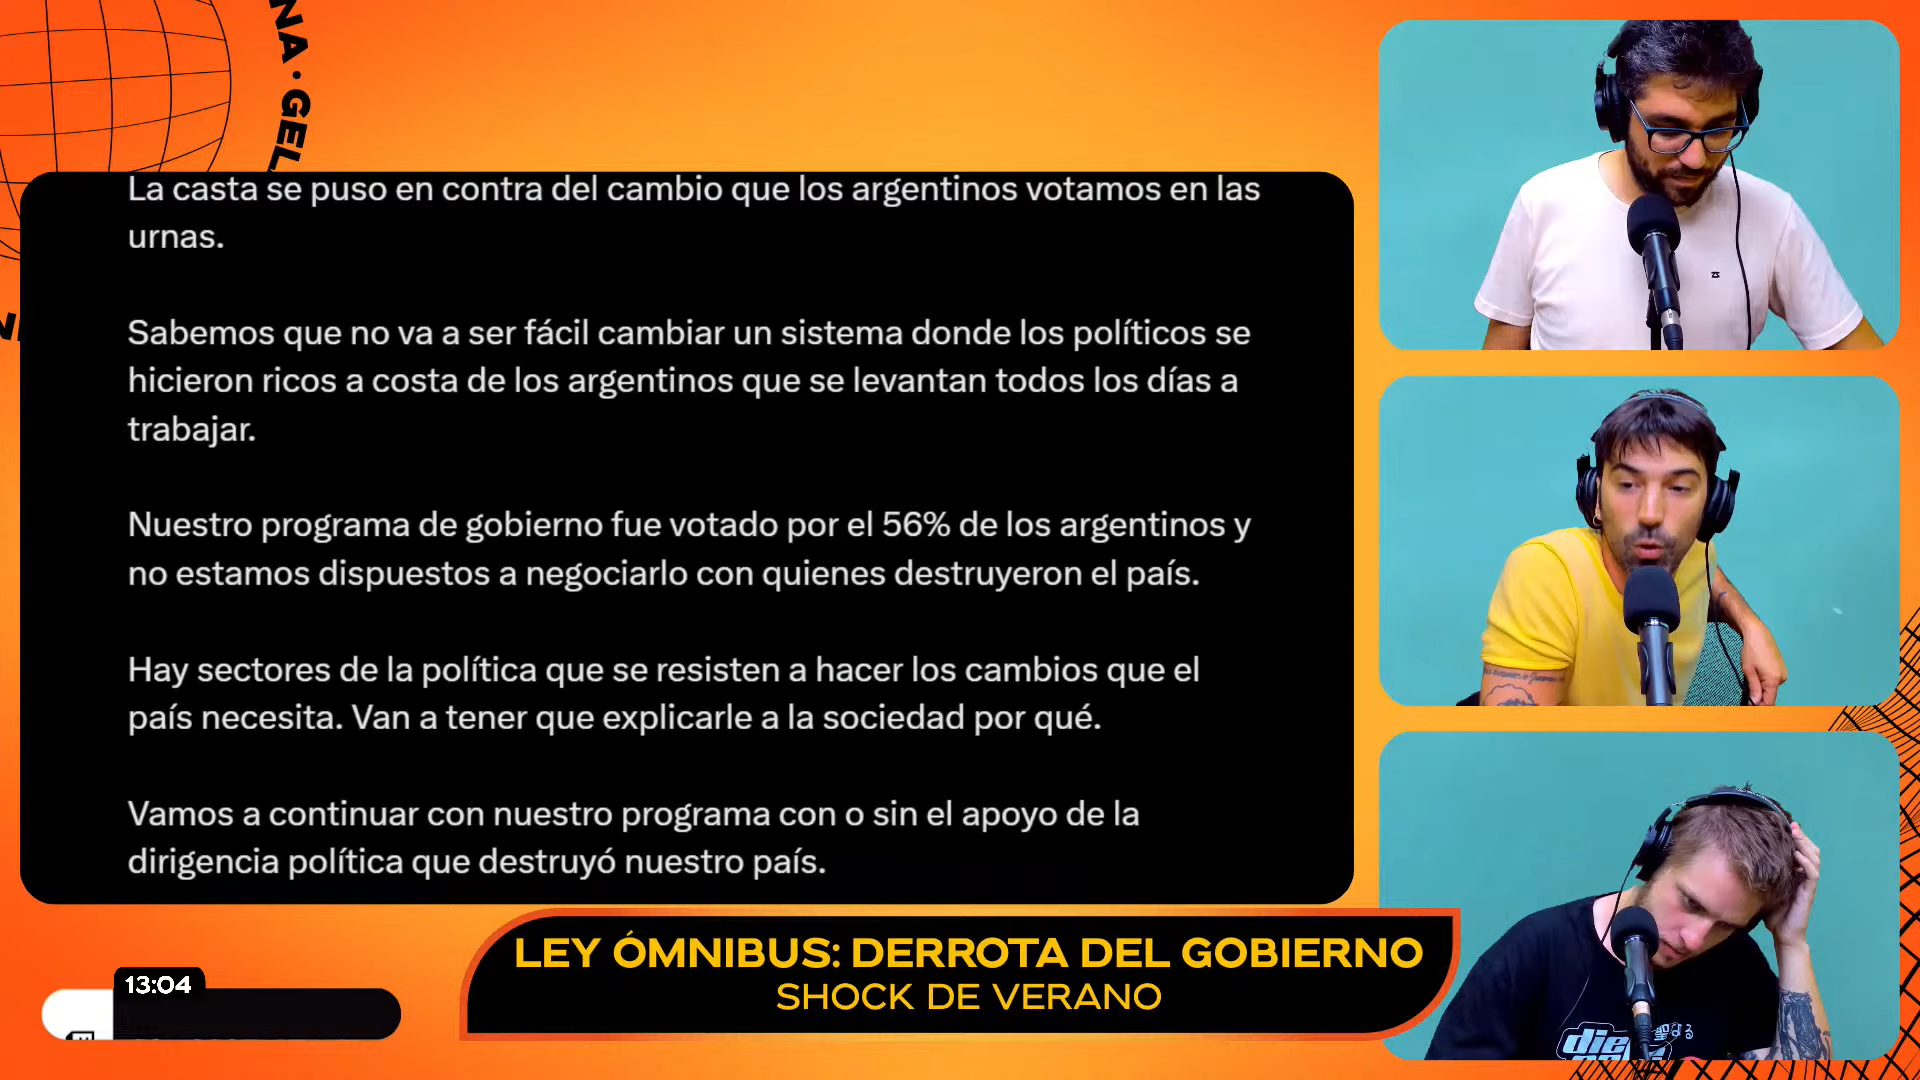 NA · GEL
La casta se puso en contra del cambio que los argentinos votamos en las
urnas.
Sabemos que no va a ser fácil cambiar un sistema donde los políticos se
hicieron ricos a costa de los argentinos que se levantan todos los días a
trabajar.
Nuestro programa de gobierno fue votado por el 56% de los argentinos y
no estamos dispuestos a negociarlo con quienes destruyeron el país.
Hay sectores de la política que se resisten a hacer los cambios que el
país necesita. Van a tener que explicarle a la sociedad por qué.
Vamos a continuar con nuestro programa con o sin el apoyo de la
dirigencia política que destruyó nuestro país.
LEY ÓMNIBUS: DERROTA DEL GOBIERNO
SHOCK DE VERANO
13:04
die